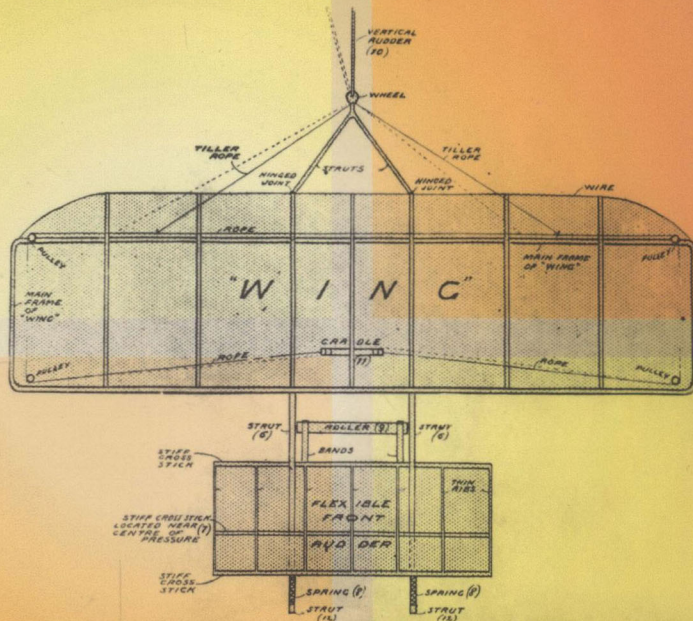 VERTICAL
RUDDER
(10)
WHEEL
TILLER
ROPE
TILLER
ROPE
HINGED
JOINT
STRUTS
HINGED
JOINT
WIRE
ROPE
PULLEY
MAIN FRAME
OF "WING"
PULLEY
MAIN
FRAME
OF
"WING"
"WING"
CRADLE
(11)
ROPE
ROPE
PULLEY
PULLEY
STRUT
(6)
ROLLER (9)
STRUT
(6)
BANDS
STIFF
CROSS
STICK
THIN
RIBS
FLEXIBLE
FRONT
RUDDER
STIFF CROSS STICK
LOCATED NEAR (7)
CENTRE OF
PRESSURE
STIFF
CROSS
STICK
SPRING (8)
SPRING (8)
STRUT
(12)
STRUT
(12)